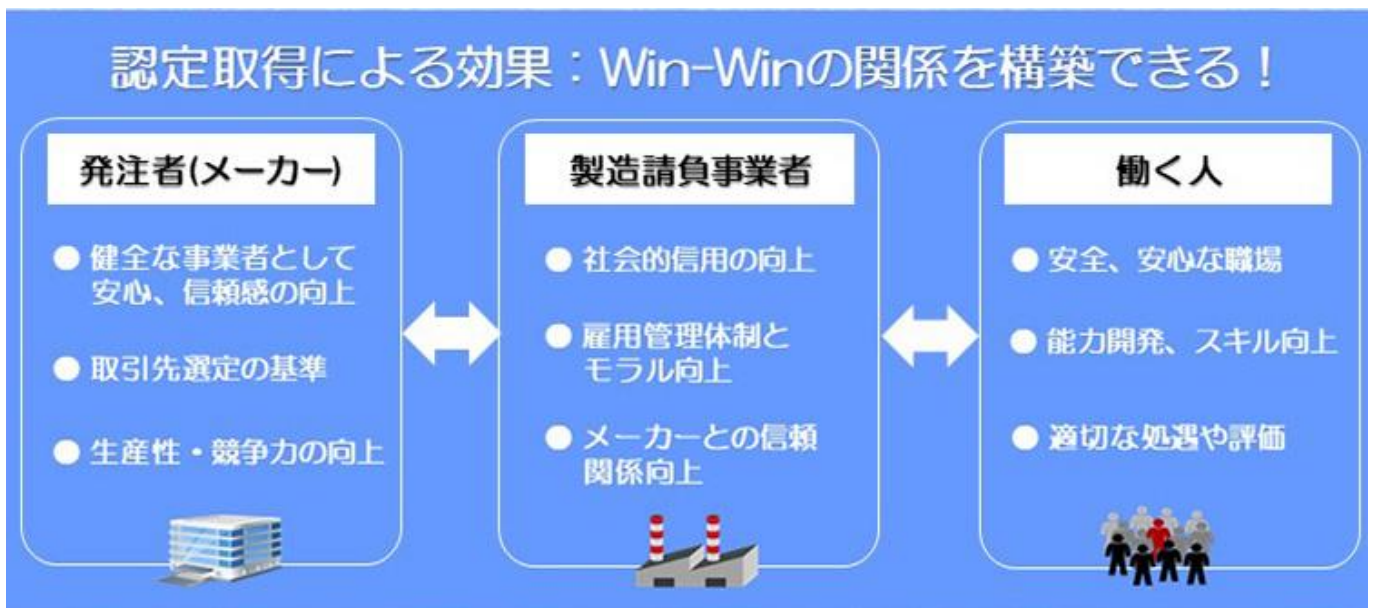 認定取得による効果：Win-Winの関係を構築できる！
発注者(メーカー)
● 健全な事業者として
安心、信頼感の向上
● 取引先選定の基準
● 生産性・競争力の向上
製造請負事業者
● 社会的信用の向上
● 雇用管理体制と
モラル向上
● メーカーとの信頼
関係向上
働く人
● 安全、安心な職場
● 能力開発、スキル向上
● 適切な処遇や評価